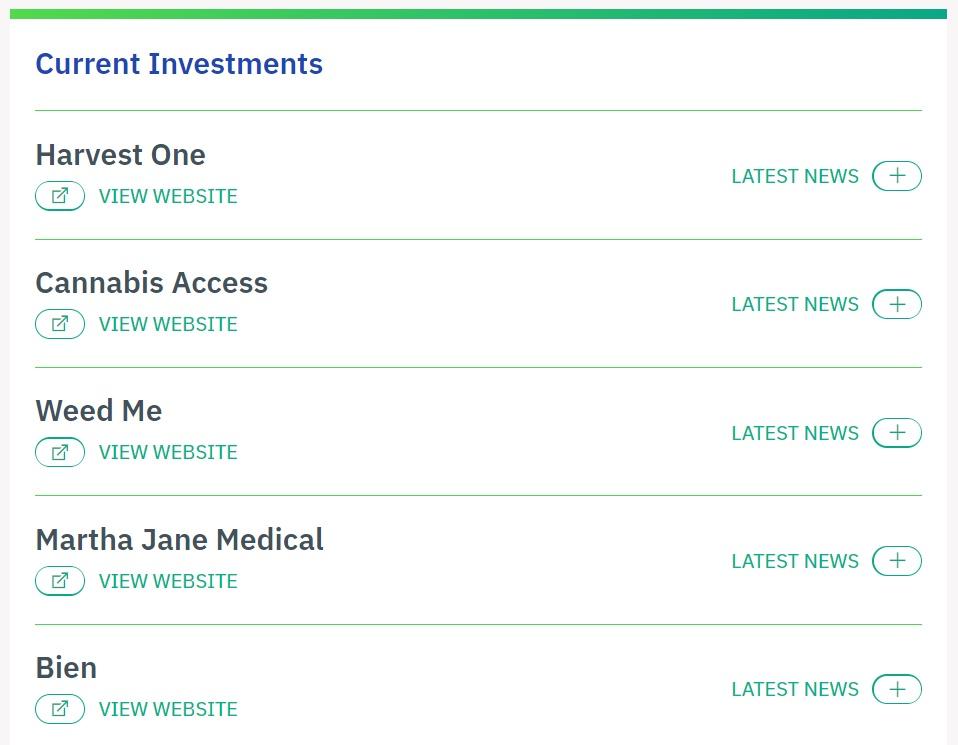 Current Investments
Harvest One
VIEW WEBSITE
LATEST NEWS
Cannabis Access
VIEW WEBSITE
LATEST NEWS
Weed Me
VIEW WEBSITE
LATEST NEWS
Martha Jane Medical
VIEW WEBSITE
LATEST NEWS
Bien
VIEW WEBSITE
LATEST NEWS